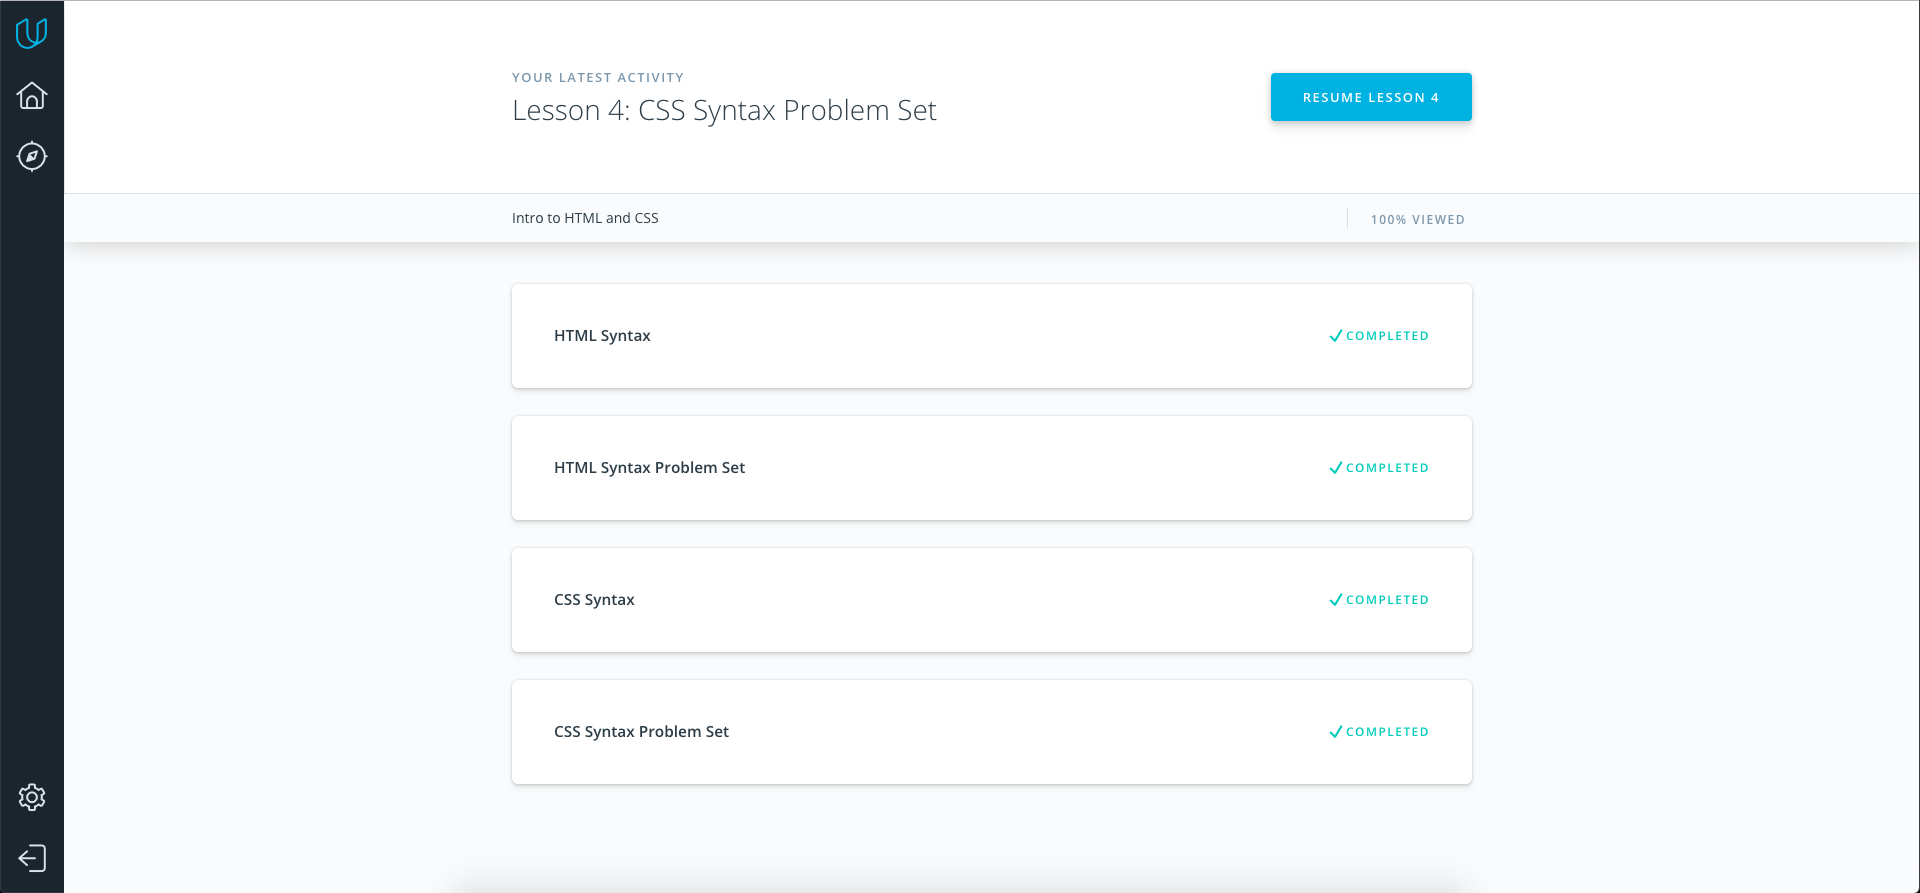 YOUR LATEST ACTIVITY
Lesson 4: CSS Syntax Problem Set
RESUME LESSON 4
Intro to HTML and CSS
100% VIEWED
HTML Syntax
COMPLETED
HTML Syntax Problem Set
COMPLETED
CSS Syntax
COMPLETED
CSS Syntax Problem Set
COMPLETED